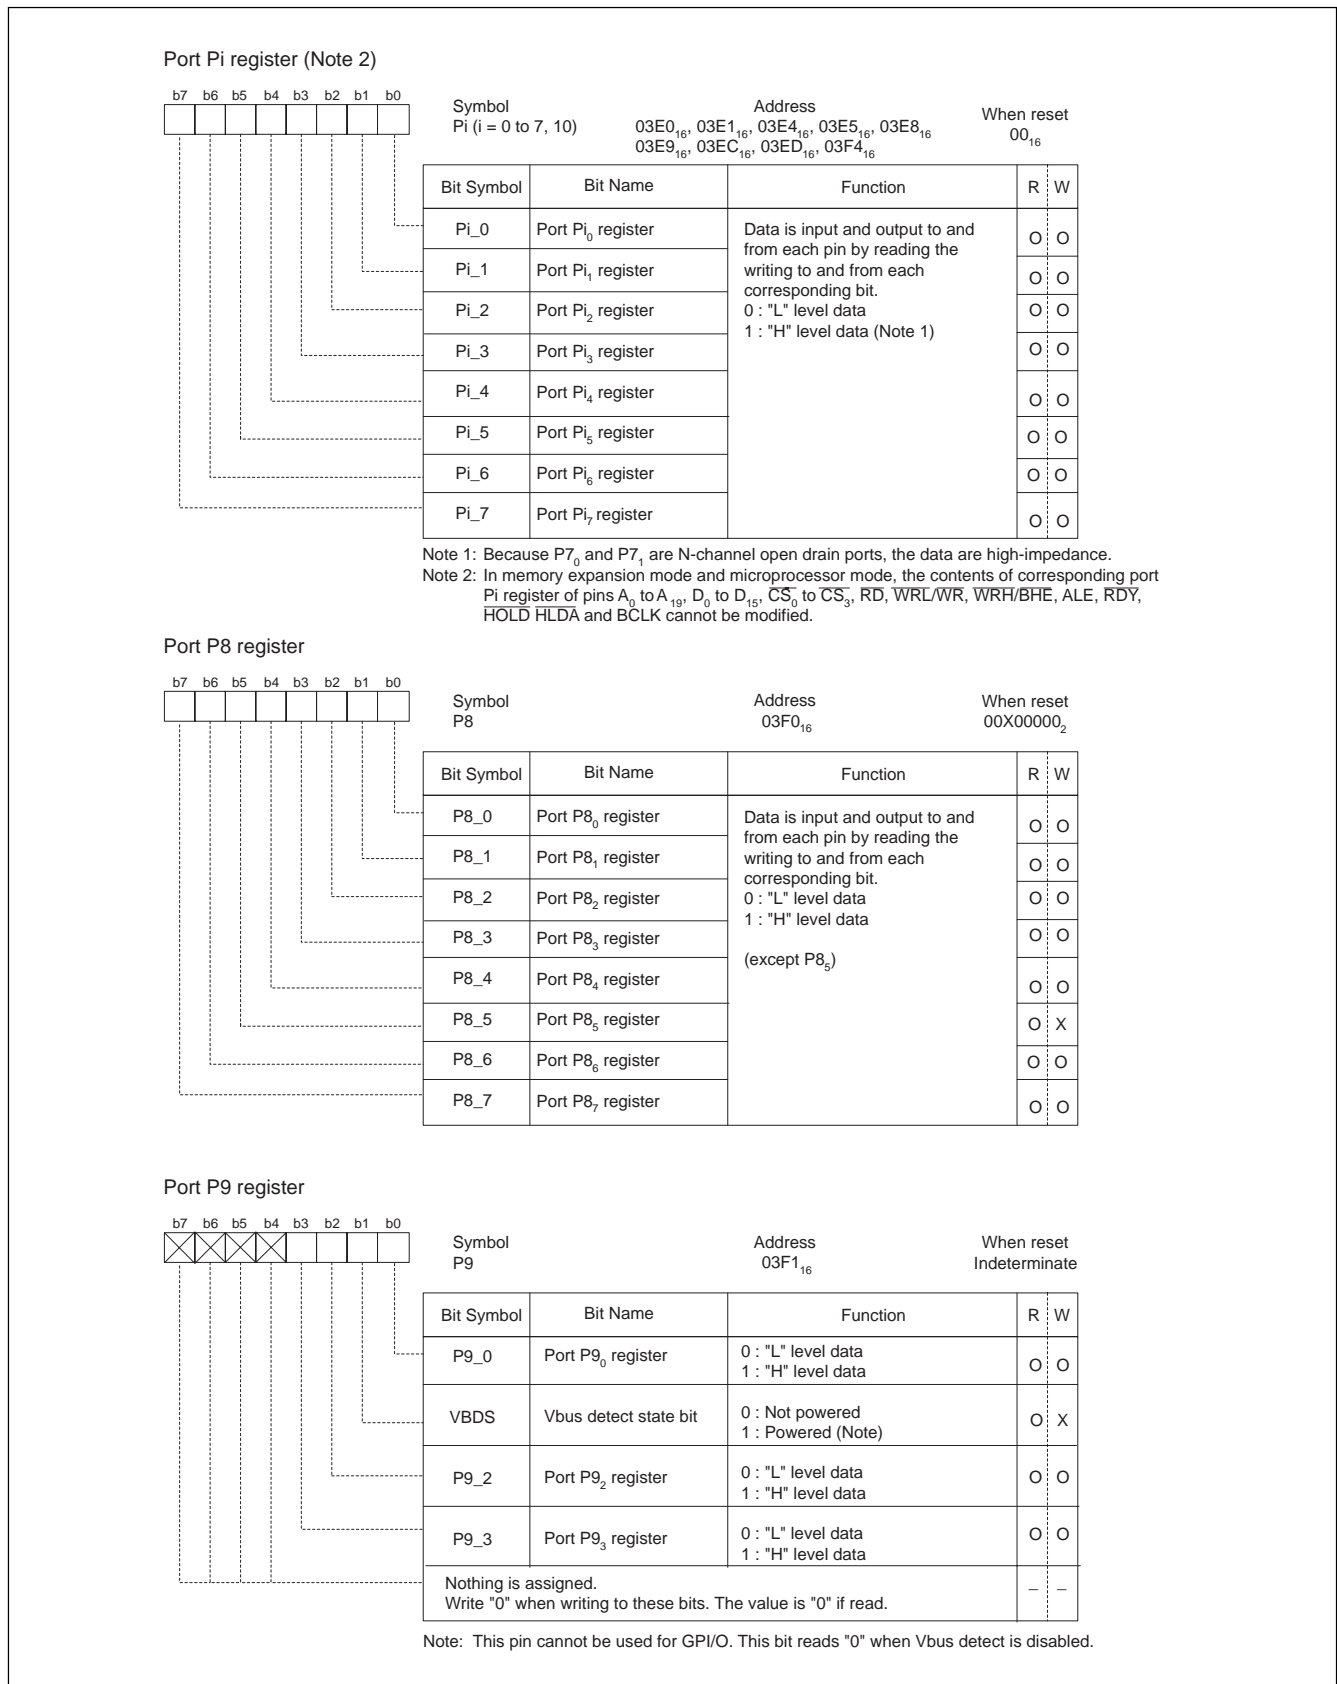 Port Pi register (Note 2)
b7 b6 b5 b4 b3 b2 b1 b0
Symbol Address When reset
Pi (i = 0 to 7, 10) 03E0₁₆, 03E1₁₆, 03E4₁₆, 03E5₁₆, 03E8₁₆ 00₁₆
03E9₁₆, 03EC₁₆, 03ED₁₆, 03F4₁₆
Bit Symbol Bit Name Function R W
Pi_0 Port Pi₀ register Data is input and output to and O O
from each pin by reading the
Pi_1 Port Pi₁ register writing to and from each O O
corresponding bit.
Pi_2 Port Pi₂ register 0 : "L" level data O O
1 : "H" level data (Note 1)
Pi_3 Port Pi₃ register O O
Pi_4 Port Pi₄ register O O
Pi_5 Port Pi₅ register O O
Pi_6 Port Pi₆ register O O
Pi_7 Port Pi₇ register O O
Note 1: Because P7₀ and P7₁ are N-channel open drain ports, the data are high-impedance.
Note 2: In memory expansion mode and microprocessor mode, the contents of corresponding port
Pi register of pins A₀ to A₁₉, D₀ to D₁₅, C̅S̅₀ to C̅S̅₃, R̅D̅, W̅R̅L̅/W̅R̅, W̅R̅H̅/B̅H̅E̅, ALE, R̅D̅Y̅,
H̅O̅L̅D̅ H̅L̅D̅A̅ and BCLK cannot be modified.
Port P8 register
b7 b6 b5 b4 b3 b2 b1 b0
Symbol Address When reset
P8 03F0₁₆ 00X00000₂
Bit Symbol Bit Name Function R W
P8_0 Port P8₀ register Data is input and output to and O O
from each pin by reading the
P8_1 Port P8₁ register writing to and from each O O
corresponding bit.
P8_2 Port P8₂ register 0 : "L" level data O O
1 : "H" level data
P8_3 Port P8₃ register O O
(except P8₅)
P8_4 Port P8₄ register O O
P8_5 Port P8₅ register O X
P8_6 Port P8₆ register O O
P8_7 Port P8₇ register O O
Port P9 register
b7 b6 b5 b4 b3 b2 b1 b0
Symbol Address When reset
P9 03F1₁₆ Indeterminate
Bit Symbol Bit Name Function R W
P9_0 Port P9₀ register 0 : "L" level data O O
1 : "H" level data
VBDS Vbus detect state bit 0 : Not powered O X
1 : Powered (Note)
P9_2 Port P9₂ register 0 : "L" level data O O
1 : "H" level data
P9_3 Port P9₃ register 0 : "L" level data O O
1 : "H" level data
Nothing is assigned. – –
Write "0" when writing to these bits. The value is "0" if read.
Note: This pin cannot be used for GPI/O. This bit reads "0" when Vbus detect is disabled.